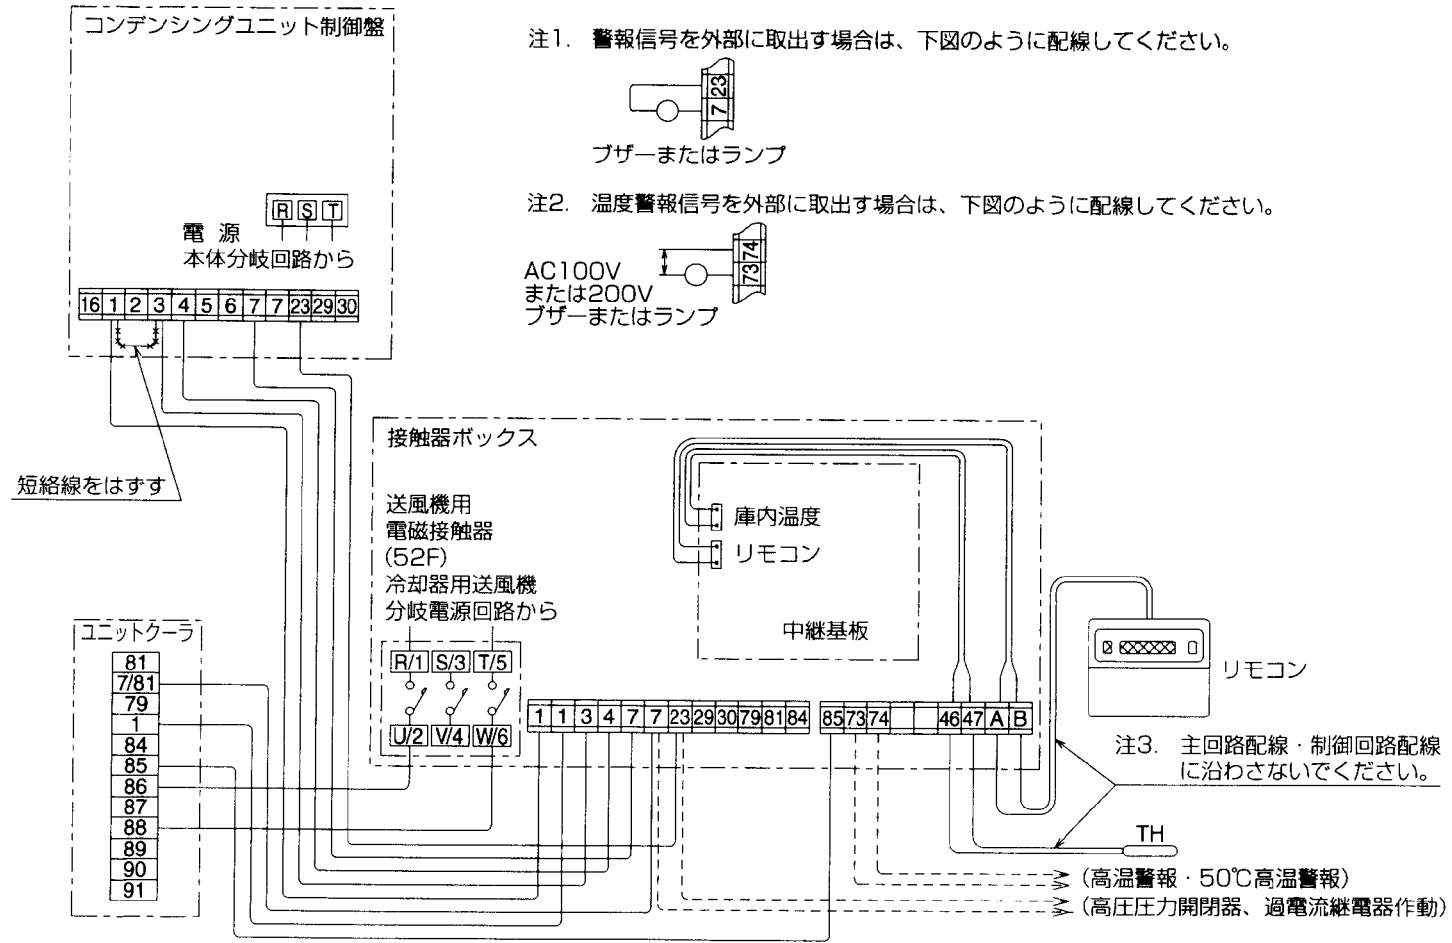 コンデンシングユニット制御盤
R S T
電 源
本体分岐回路から
16 1 2 3 4 5 6 7 7 23 29 30
短絡線をはずす
注1. 警報信号を外部に取出す場合は、下図のように配線してください。
7 23
ブザーまたはランプ
注2. 温度警報信号を外部に取出す場合は、下図のように配線してください。
73 74
AC100V
または200V
ブザーまたはランプ
接触器ボックス
送風機用
電磁接触器
(52F)
冷却器用送風機
分岐電源回路から
R/1 S/3 T/5
U/2 V/4 W/6
庫内温度
リモコン
中継基板
1 1 3 4 7 7 23 29 30 79 81 84
85 73 74 46 47 A B
ユニットクーラ
81
7/81
79
1
84
85
86
87
88
89
90
91
リモコン
注3. 主回路配線・制御回路配線
に沿わさないでください。
TH
(高温警報・50℃高温警報)
(高圧圧力開閉器、過電流継電器作動)